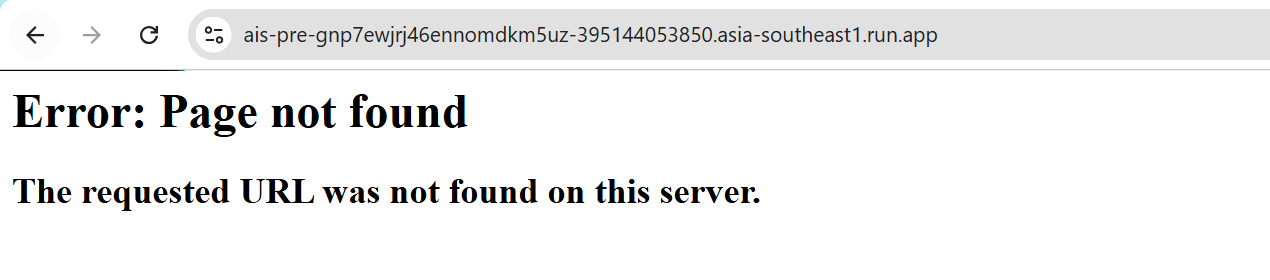 ais-pre-gnp7ewjrj46ennomdkm5uz-395144053850.asia-southeast1.run.app
Error: Page not found
The requested URL was not found on this server.